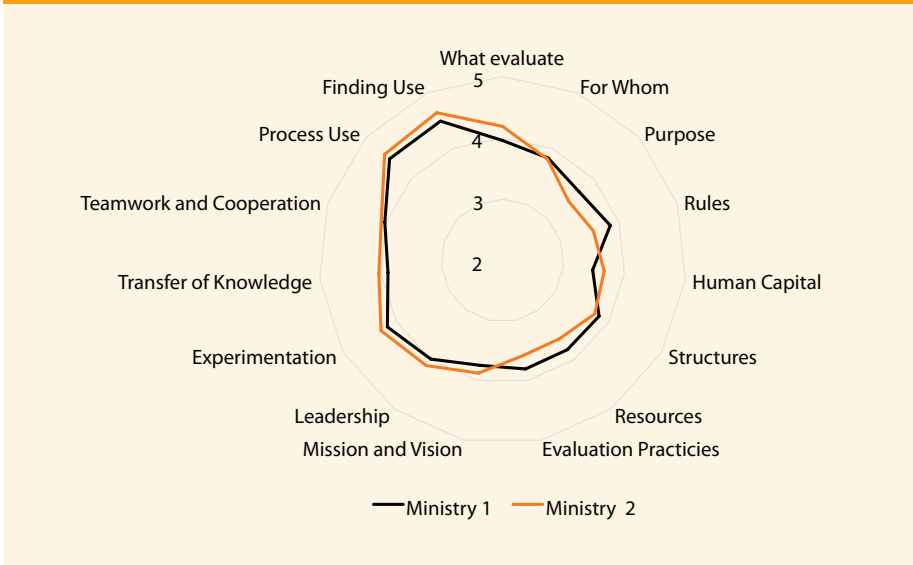 What evaluate
5
Finding Use
For Whom
Process Use
4
Purpose
Teamwork and Cooperation
3
Rules
2
Transfer of Knowledge
Human Capital
Experimentation
Structures
Leadership
Resources
Mission and Vision
Evaluation Practicies
Ministry 1
Ministry 2